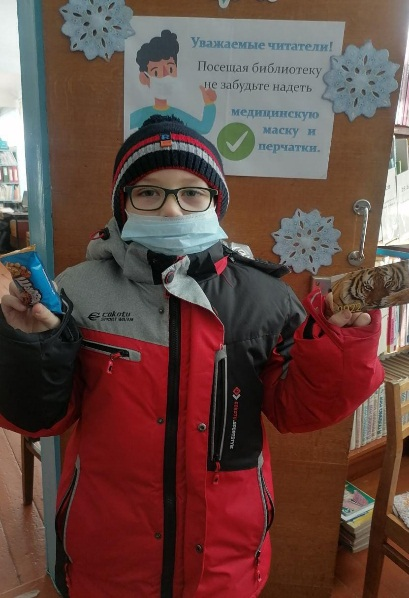 Уважаемые читатели!
Посещая библиотеку
не забудьте надеть
медицинскую
маску и
перчатки.